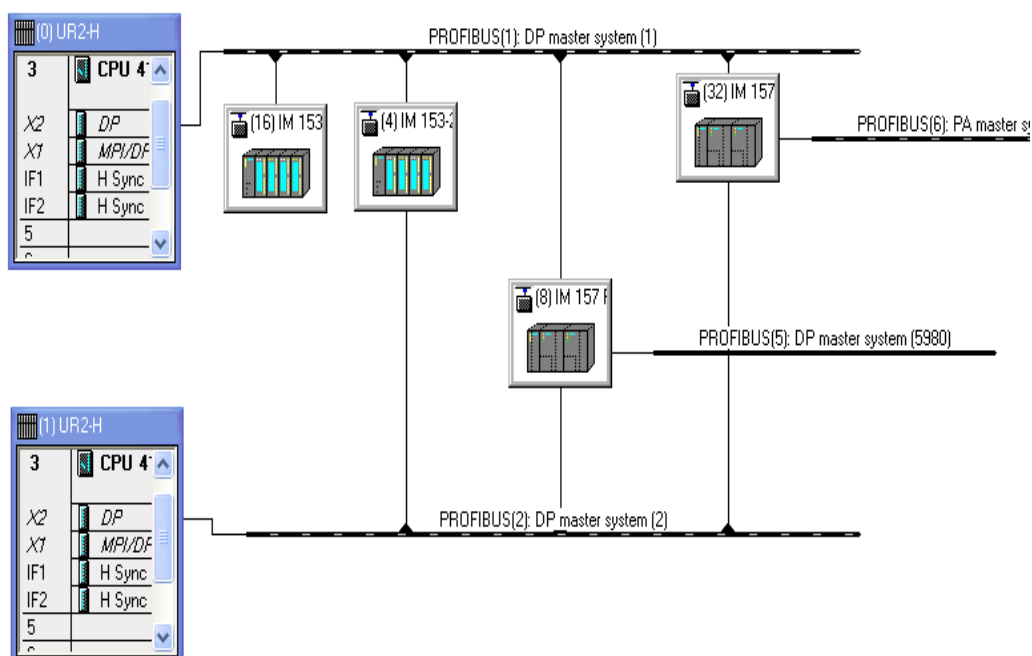 (0) UR2-H
3 CPU 4
X2 DP
X1 MPI/DP
IF1 H Sync
IF2 H Sync
5
PROFIBUS(1): DP master system (1)
(16) IM 153
(4) IM 153-2
(32) IM 157
PROFIBUS(6): PA master sy
(8) IM 157
PROFIBUS(5): DP master system (5980)
(1) UR2-H
3 CPU 4
X2 DP
X1 MPI/DP
IF1 H Sync
IF2 H Sync
5
PROFIBUS(2): DP master system (2)